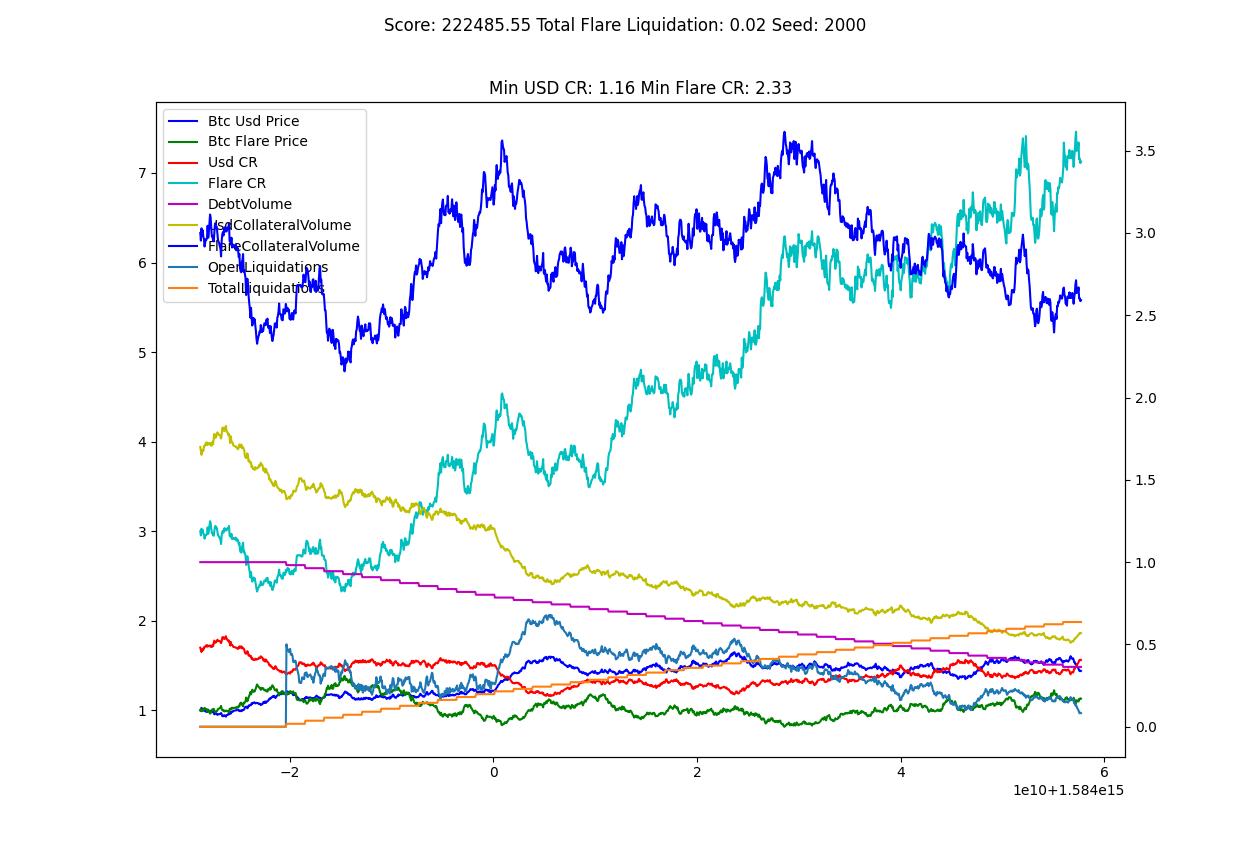 Score: 222485.55 Total Flare Liquidation: 0.02 Seed: 2000
Min USD CR: 1.16 Min Flare CR: 2.33
Btc Usd Price
Btc Flare Price
Usd CR
Flare CR
DebtVolume
UsdCollateralVolume
FlareCollateralVolume
OpenLiquidations
TotalLiquidations
7
6
5
4
3
2
1
3.5
3.0
2.5
2.0
1.5
1.0
0.5
0.0
−2 0 2 4 6
1e10+1.584e15